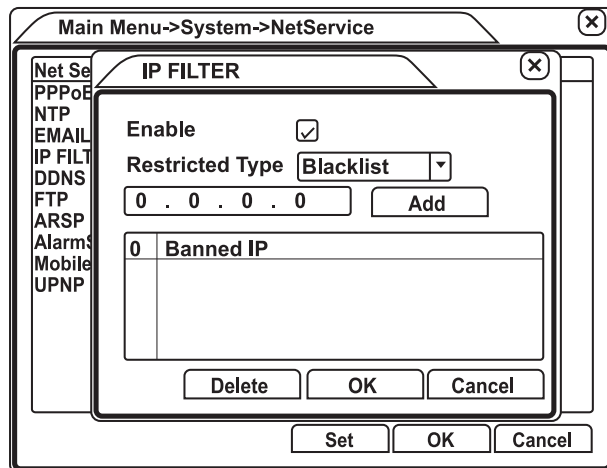 Main Menu->System->NetService
Net Se
PPPoE
NTP
EMAIL
IP FILT
DDNS
FTP
ARSP
AlarmS
Mobile
UPNP
IP FILTER
Enable
Restricted Type Blacklist
0 . 0 . 0 . 0 Add
0 Banned IP
Delete OK Cancel
Set OK Cancel